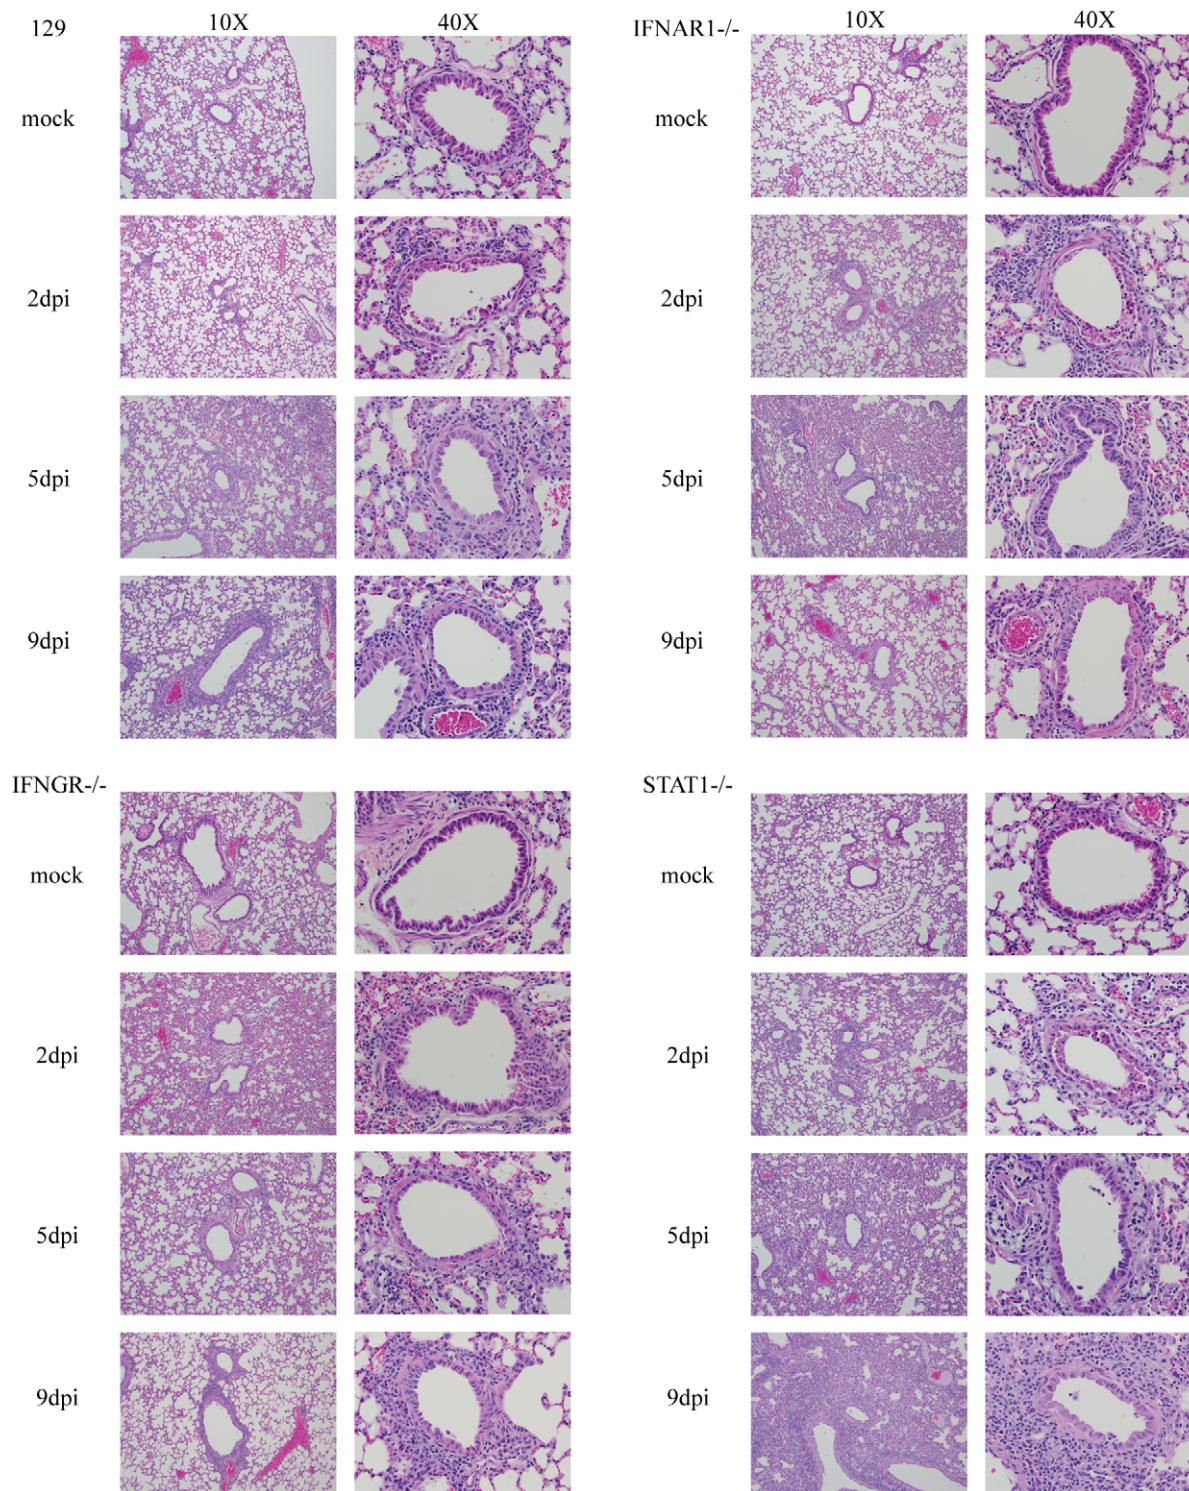 129 10X 40X
mock
2dpi
5dpi
9dpi
IFNAR1-/- 10X 40X
mock
2dpi
5dpi
9dpi
IFNGR-/-
mock
2dpi
5dpi
9dpi
STAT1-/-
mock
2dpi
5dpi
9dpi